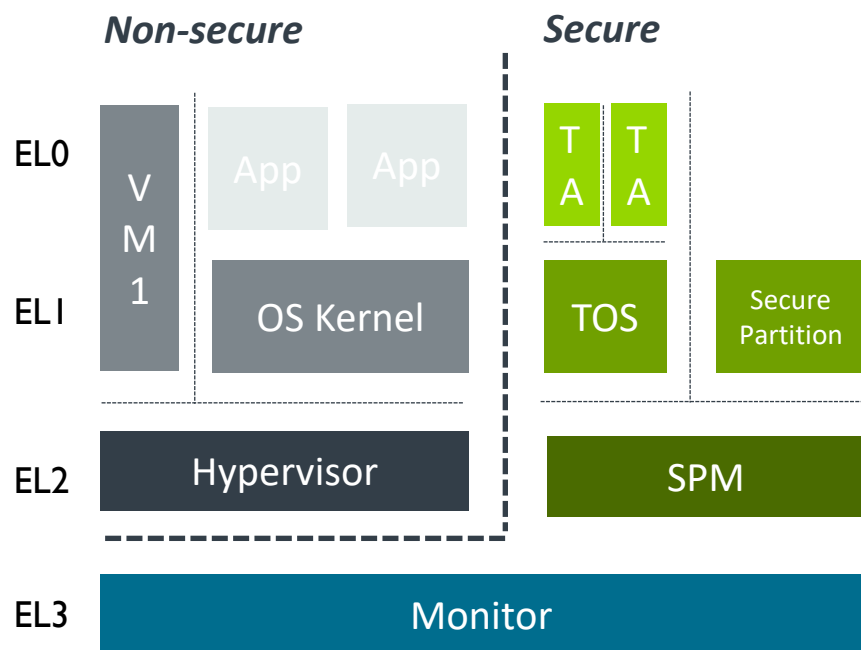 Non-secure
Secure
EL0
V
M
1
App
App
T
A
T
A
EL1
OS Kernel
TOS
Secure
Partition
EL2
Hypervisor
SPM
EL3
Monitor